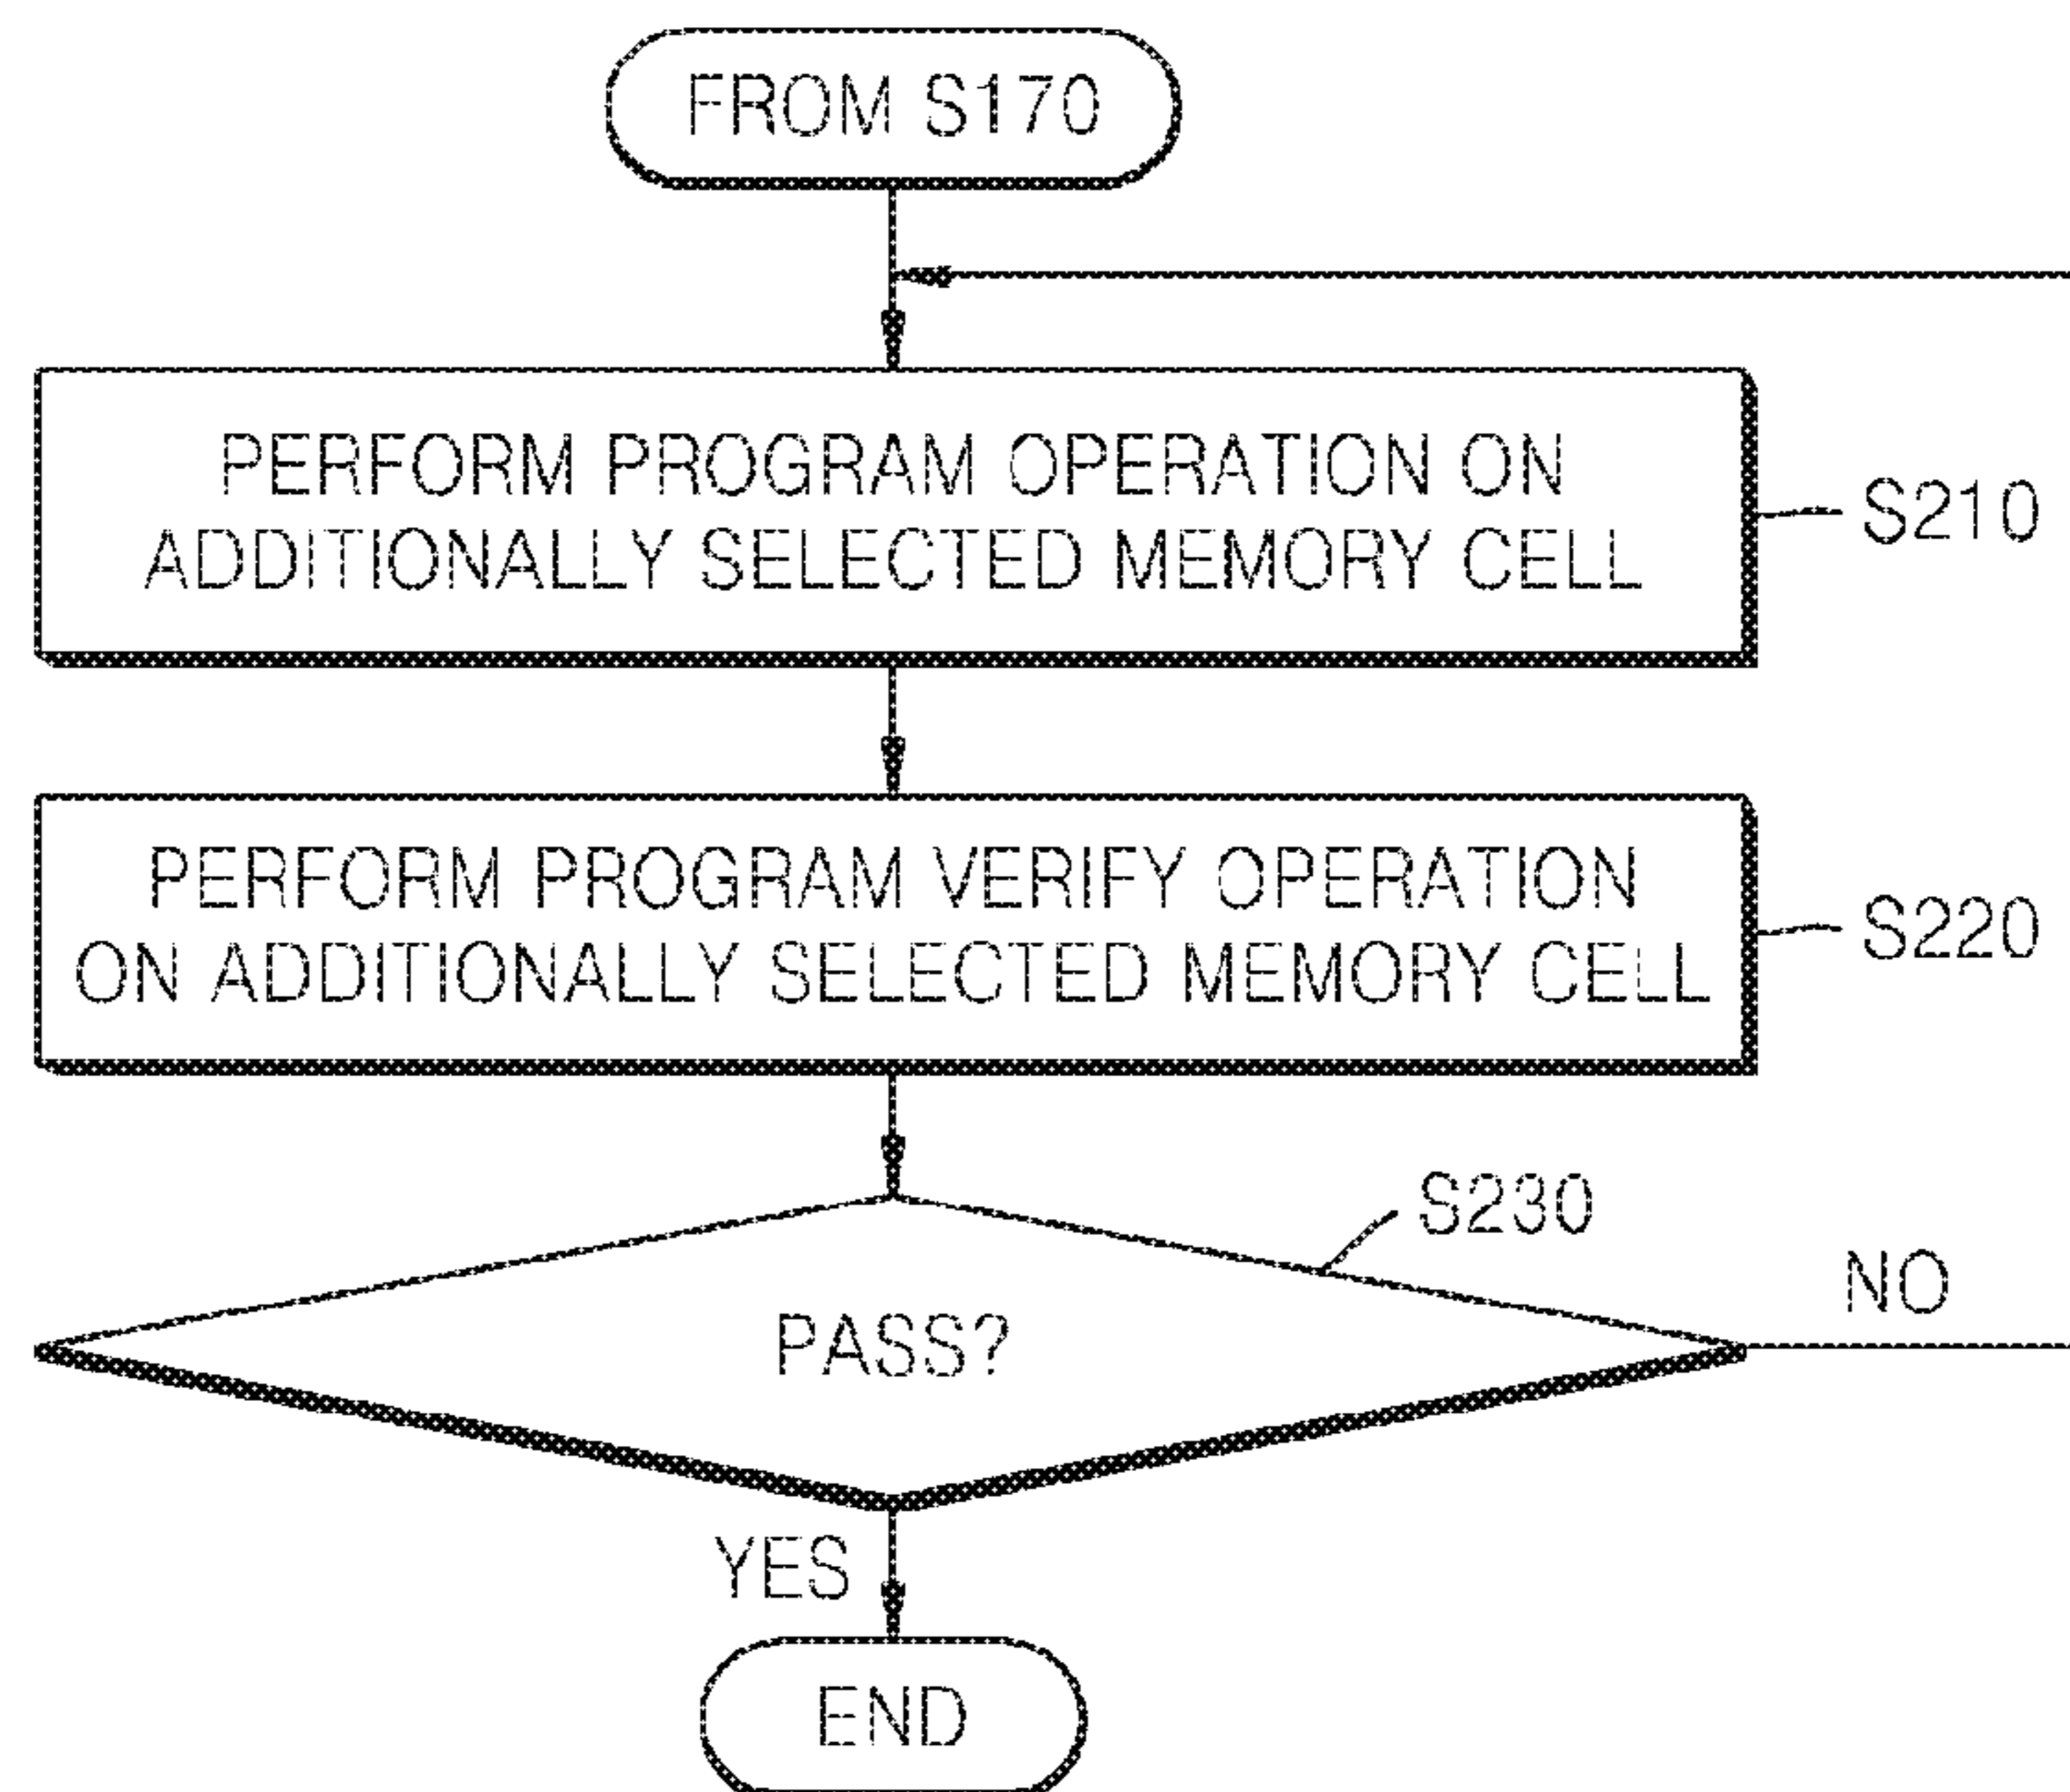 FROM S170
PERFORM PROGRAM OPERATION ON
ADDITIONALLY SELECTED MEMORY CELL
S210
PERFORM PROGRAM VERIFY OPERATION
ON ADDITIONALLY SELECTED MEMORY CELL
S220
S230
PASS?
NO
YES
END